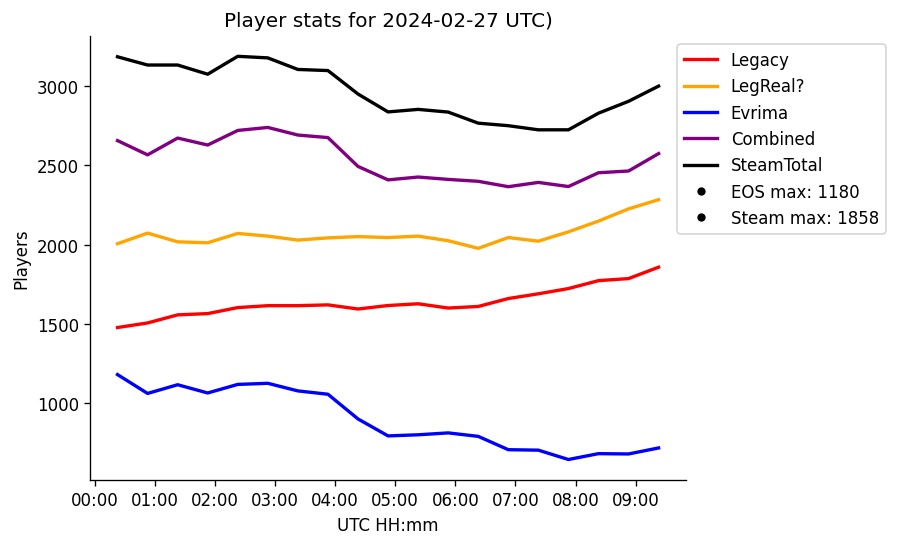 Player stats for 2024-02-27 UTC)
Legacy
LegReal?
Evrima
Combined
SteamTotal
EOS max: 1180
Steam max: 1858
Players
3000
2500
2000
1500
1000
00:00 01:00 02:00 03:00 04:00 05:00 06:00 07:00 08:00 09:00
UTC HH:mm